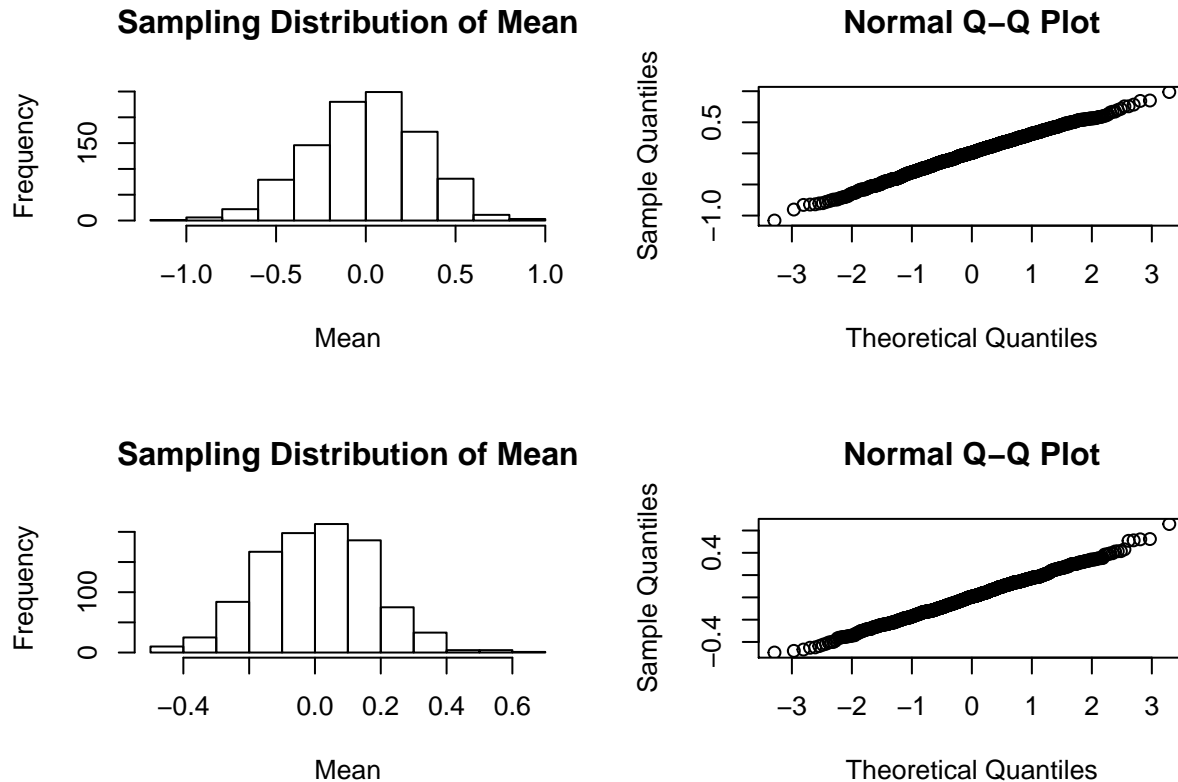 Sampling Distribution of Mean
Frequency
0 150
−1.0 −0.5 0.0 0.5 1.0
Mean
Normal Q−Q Plot
Sample Quantiles
−1.0 0.5
−3 −2 −1 0 1 2 3
Theoretical Quantiles
Sampling Distribution of Mean
Frequency
0 100
−0.4 0.0 0.2 0.4 0.6
Mean
Normal Q−Q Plot
Sample Quantiles
−0.4 0.4
−3 −2 −1 0 1 2 3
Theoretical Quantiles